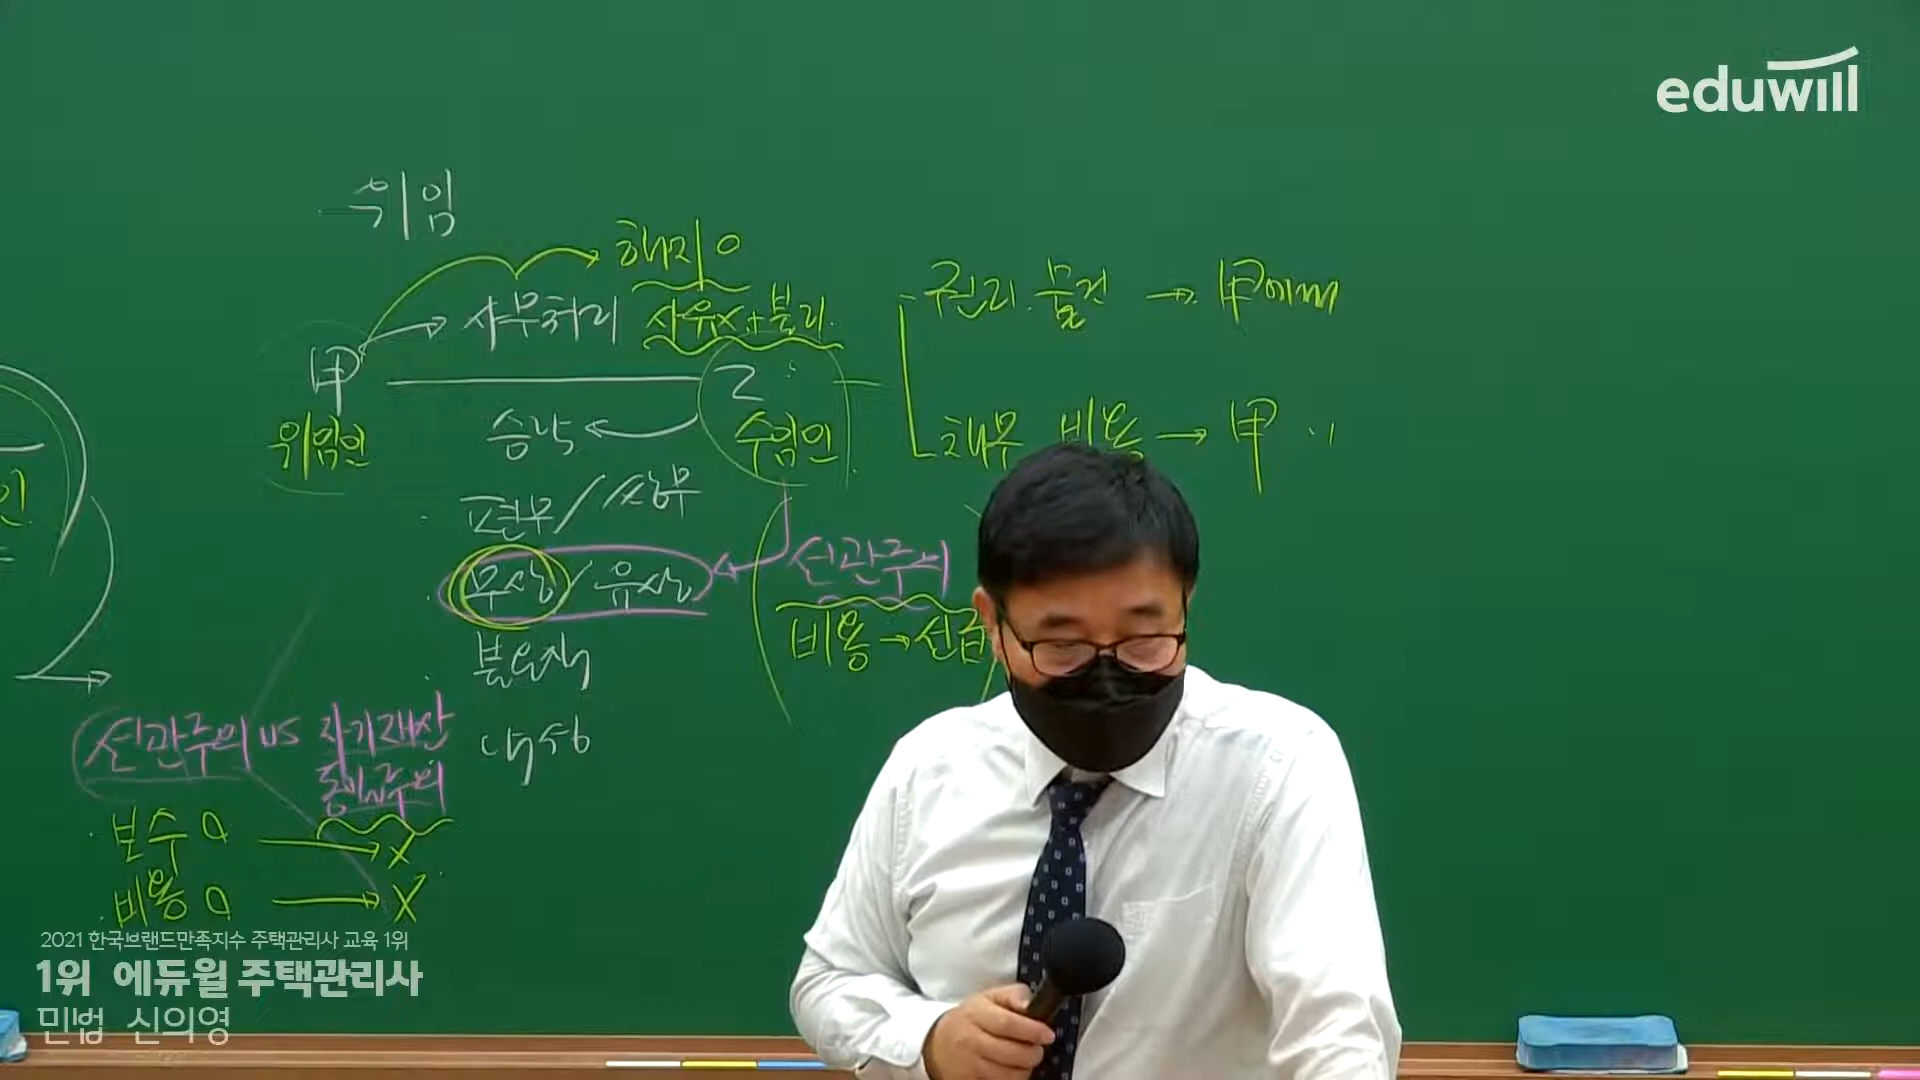 eduwill
위임
해지 O
사무처리
사유X + 불리
甲
乙
위임인
승낙
수임인
편무 / 쌍무
무상 / 유상
불요식
낙성
권리. 물건 → 甲에게
채무 비용 → 甲 〃
선관주의
비용 → 선급
인
선관주의 VS 자기재산
동일주의
보수 O → X
비용 O → X
2021 한국브랜드만족지수 주택관리사 교육 1위
1위 에듀윌 주택관리사
민법 신의영